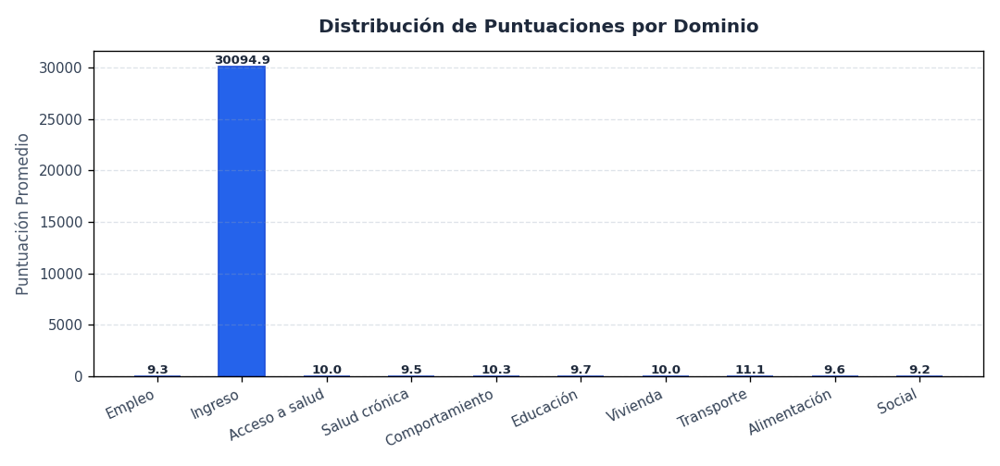 Distribución de Puntuaciones por Dominio
Puntuación Promedio
30000
25000
20000
15000
10000
5000
0
9.3
30094.9
10.0
9.5
10.3
9.7
10.0
11.1
9.6
9.2
Empleo
Ingreso
Acceso a salud
Salud crónica
Comportamiento
Educación
Vivienda
Transporte
Alimentación
Social